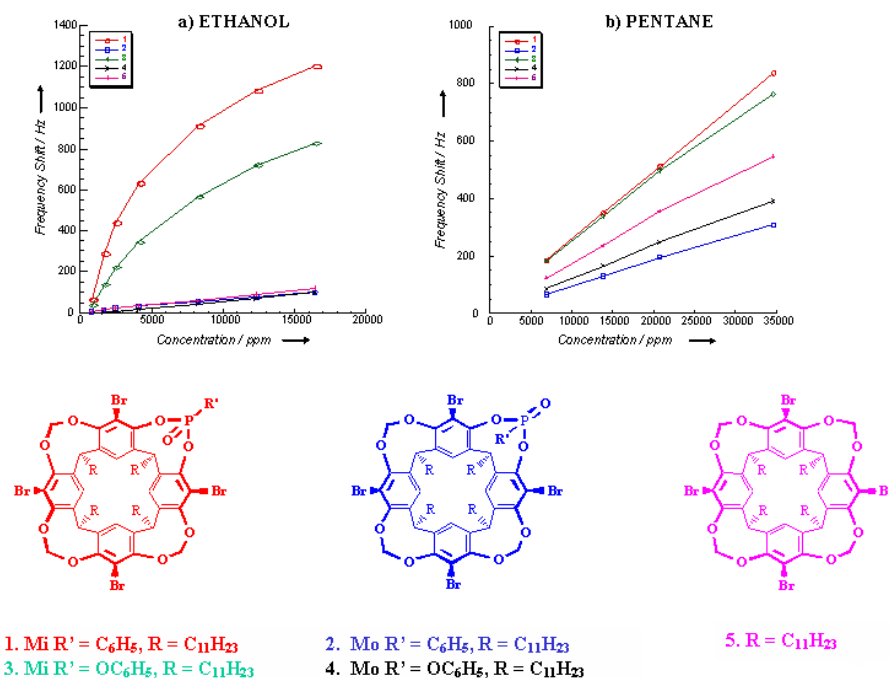 a) ETHANOL
1400
1200
1000
800
600
400
200
0
Frequency Shift / Hz
1
2
3
4
5
0 5000 10000 15000 20000
Concentration / ppm
b) PENTANE
1000
800
600
400
200
0
Frequency Shift / Hz
1
2
3
4
5
0 5000 10000 15000 20000 25000 30000 35000
Concentration / ppm
Br R'
O O P
O O O
O O
R R
Br Br
R R
O O
O O
Br
Br O
O O P
O R' O
O O
R R
Br Br
R R
O O
O O
Br
Br
O O
O O
R R
Br Br
R R
O O
O O
Br
1. Mi R' = C6H5, R = C11H23
3. Mi R' = OC6H5, R = C11H23
2. Mo R' = C6H5, R = C11H23
4. Mo R' = OC6H5, R = C11H23
5. R = C11H23